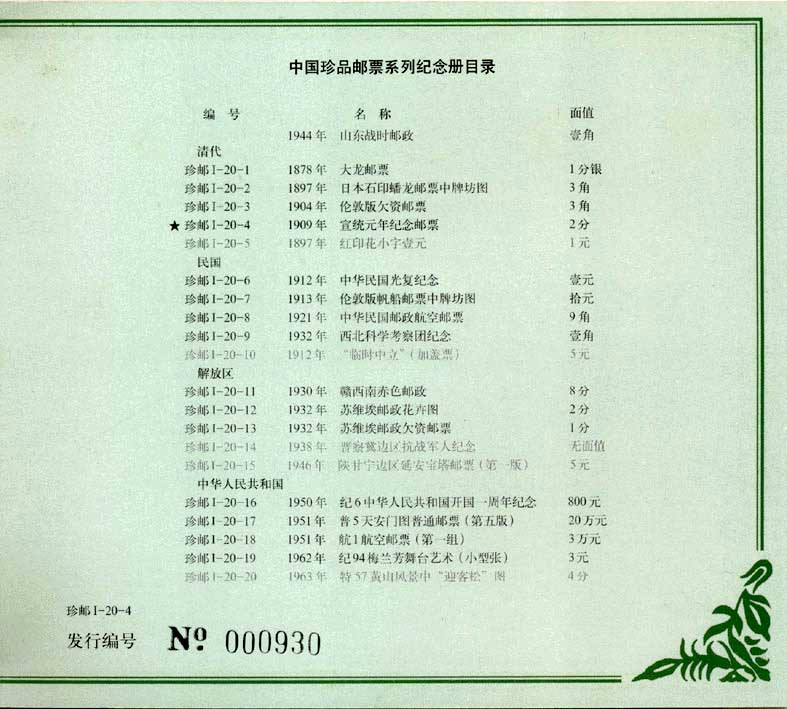 中国珍品邮票系列纪念册目录
编 号 名 称 面值
1944年 山东战时邮政 壹角
清代
珍邮I-20-1 1878年 大龙邮票 1分银
珍邮I-20-2 1897年 日本石印蟠龙邮票中牌坊图 3角
珍邮I-20-3 1904年 伦敦版欠资邮票 3角
★珍邮I-20-4 1909年 宣统元年纪念邮票 2分
珍邮I-20-5 1897年 红印花小字壹元 1元
民国
珍邮I-20-6 1912年 中华民国光复纪念 壹元
珍邮I-20-7 1913年 伦敦版帆船邮票中牌坊图 拾元
珍邮I-20-8 1921年 中华民国邮政航空邮票 9角
珍邮I-20-9 1932年 西北科学考察团纪念 壹角
珍邮I-20-10 1912年 “临时中立”(加盖票) 5元
解放区
珍邮I-20-11 1930年 赣西南赤色邮政 8分
珍邮I-20-12 1932年 苏维埃邮政花卉图 2分
珍邮I-20-13 1932年 苏维埃邮政欠资邮票 1分
珍邮I-20-14 1938年 晋察冀边区抗战军人纪念 无面值
珍邮I-20-15 1946年 陕甘宁边区延安宝塔邮票(第一版) 5元
中华人民共和国
珍邮I-20-16 1950年 纪6中华人民共和国开国一周年纪念 800元
珍邮I-20-17 1951年 普5天安门图普通邮票(第五版) 20万元
珍邮I-20-18 1951年 航1航空邮票(第一组) 3万元
珍邮I-20-19 1962年 纪94梅兰芳舞台艺术(小型张) 3元
珍邮I-20-20 1963年 特57黄山风景中“迎客松”图 4分
珍邮I-20-4
发行编号 Nº 000930